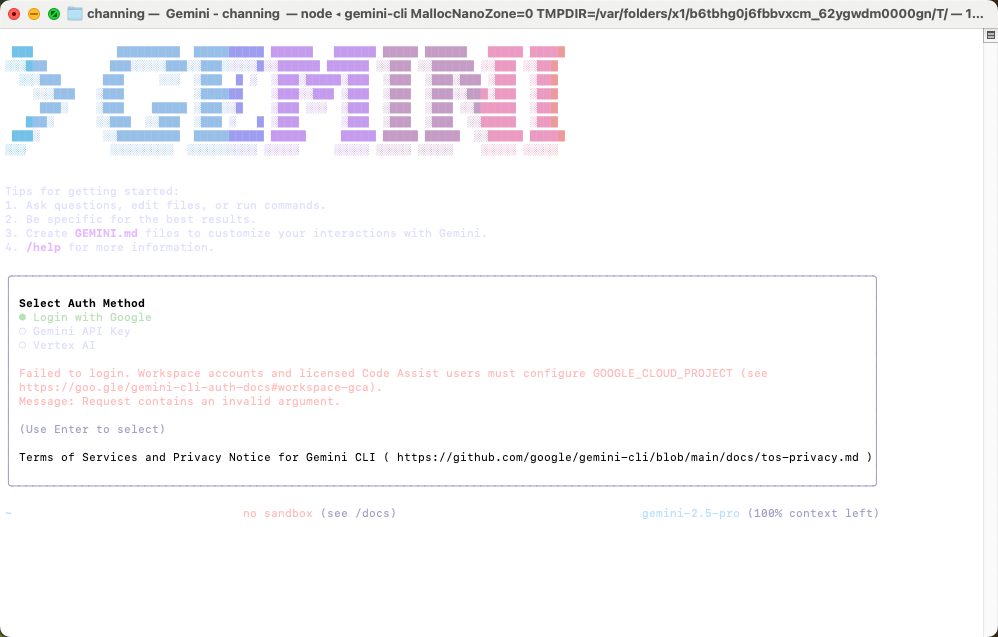 channing — Gemini - channing — node ◂ gemini-cli MallocNanoZone=0 TMPDIR=/var/folders/x1/b6tbhg0j6fbbvxcm_62ygwdm0000gn/T/ — 1...
> GEMINI
Tips for getting started:
1. Ask questions, edit files, or run commands.
2. Be specific for the best results.
3. Create GEMINI.md files to customize your interactions with Gemini.
4. /help for more information.
Select Auth Method
● Login with Google
○ Gemini API Key
○ Vertex AI
Failed to login. Workspace accounts and licensed Code Assist users must configure GOOGLE_CLOUD_PROJECT (see
https://goo.gle/gemini-cli-auth-docs#workspace-gca).
Message: Request contains an invalid argument.
(Use Enter to select)
Terms of Services and Privacy Notice for Gemini CLI ( https://github.com/google/gemini-cli/blob/main/docs/tos-privacy.md )
~ no sandbox (see /docs) gemini-2.5-pro (100% context left)